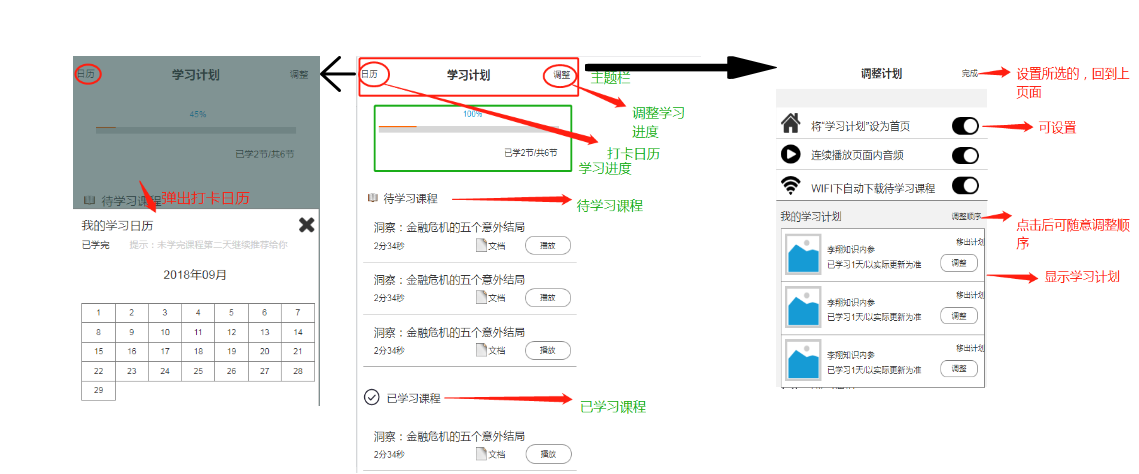 日历 学习计划 调整
45%
已学2节/共6节
待学习课程
弹出打卡日历
我的学习日历
已学完 提示：未学完课程第二天继续推荐给你
2018年09月
1 2 3 4 5 6 7
8 9 10 11 12 13 14
15 16 17 18 19 20 21
22 23 24 25 26 27 28
29
日历 学习计划 调整
主题栏
100%
调整学习
进度
已学2节/共6节
打卡日历
学习进度
待学习课程
待学习课程
洞察：金融危机的五个意外结局
2分34秒 文档 播放
洞察：金融危机的五个意外结局
2分34秒 文档 播放
洞察：金融危机的五个意外结局
2分34秒 文档 播放
已学习课程
已学习课程
洞察：金融危机的五个意外结局
2分34秒 文档 播放
调整计划 完成
设置所选的，回到上
页面
将“学习计划”设为首页
可设置
连续播放页面内音频
WIFI下自动下载待学习课程
我的学习计划 调整顺序
点击后可随意调整顺
序
李翔知识内参 移出计划
已学习1天/以实际更新为准 调整
显示学习计划
李翔知识内参 移出计划
已学习1天/以实际更新为准 调整
李翔知识内参 移出计划
已学习1天/以实际更新为准 调整